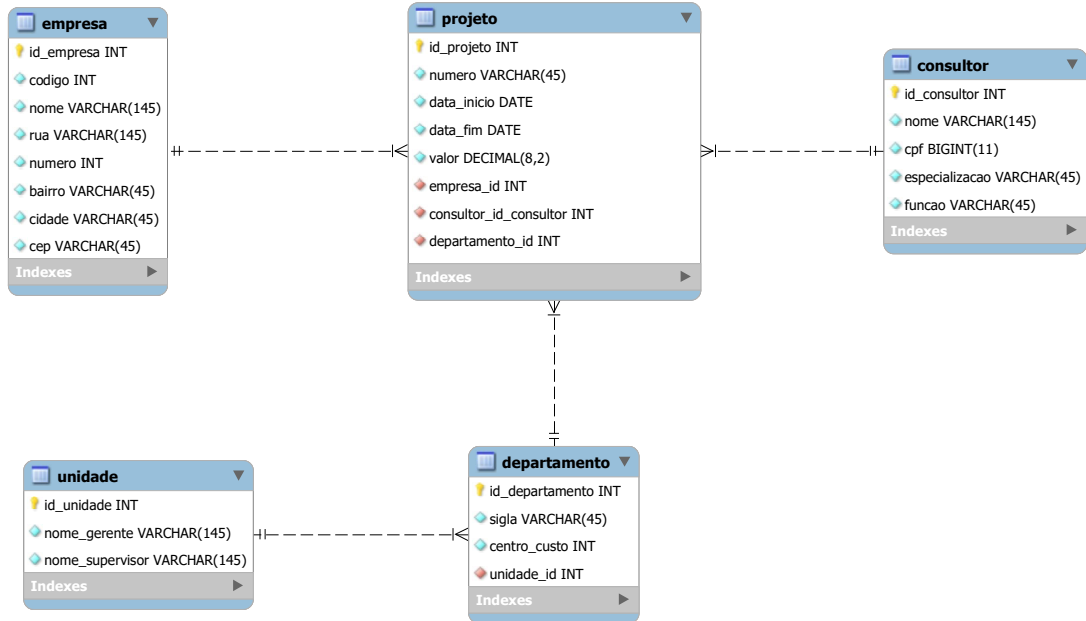 empresa
id_empresa INT
codigo INT
nome VARCHAR(145)
rua VARCHAR(145)
numero INT
bairro VARCHAR(45)
cidade VARCHAR(45)
cep VARCHAR(45)
Indexes
projeto
id_projeto INT
numero VARCHAR(45)
data_inicio DATE
data_fim DATE
valor DECIMAL(8,2)
empresa_id INT
consultor_id_consultor INT
departamento_id INT
Indexes
consultor
id_consultor INT
nome VARCHAR(145)
cpf BIGINT(11)
especializacao VARCHAR(45)
funcao VARCHAR(45)
Indexes
unidade
id_unidade INT
nome_gerente VARCHAR(145)
nome_supervisor VARCHAR(145)
Indexes
departamento
id_departamento INT
sigla VARCHAR(45)
centro_custo INT
unidade_id INT
Indexes